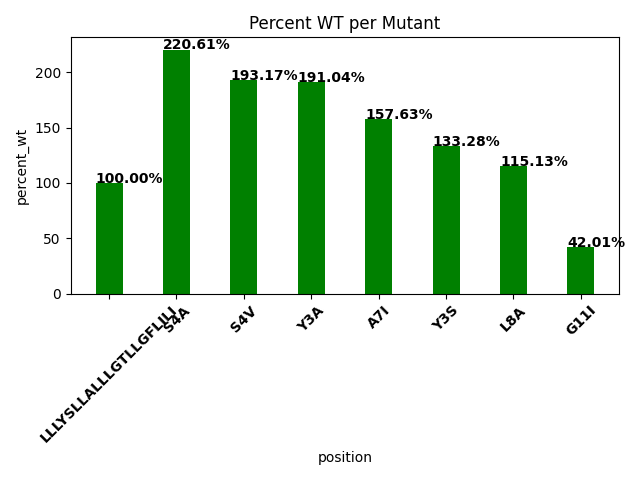 Percent WT per Mutant
220.61%
193.17%
191.04%
157.63%
133.28%
115.13%
100.00%
42.01%
200
150
100
50
0
percent_wt
LLLYSLLALLLGTLLGFLILI
S4A
S4V
Y3A
A7I
Y3S
L8A
G11I
position